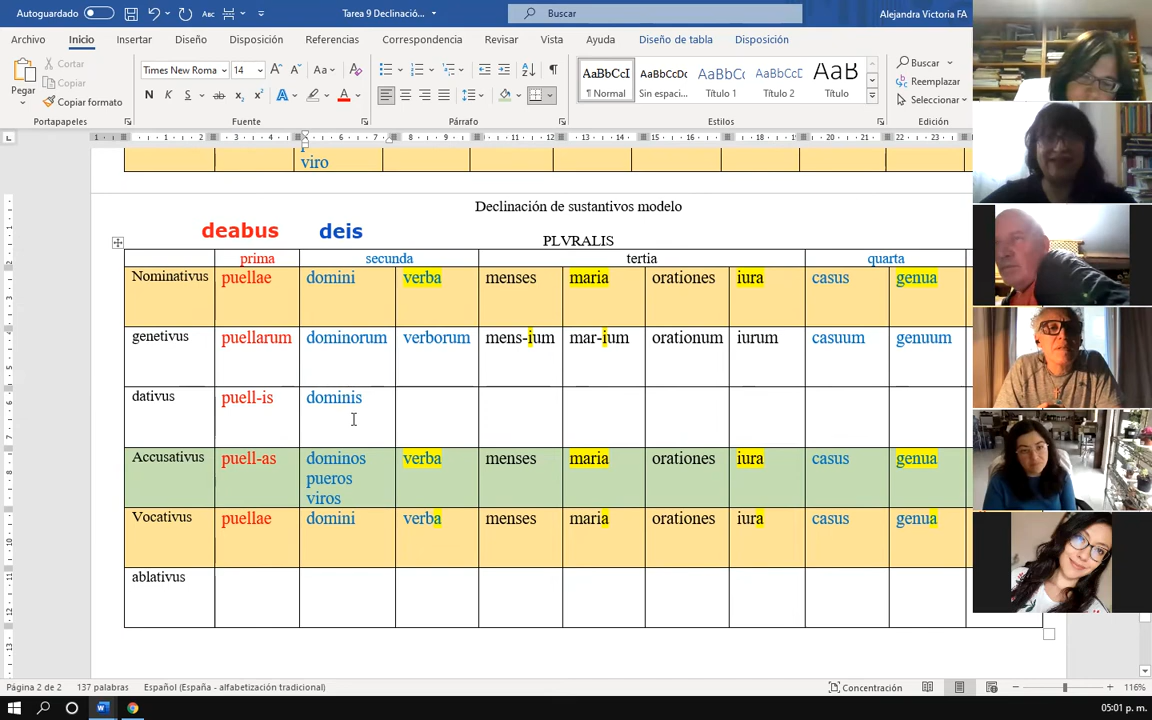 Autoguardado
Tarea 9 Declinació...
Buscar
Alejandra Victoria FA
Archivo Inicio Insertar Diseño Disposición Referencias Correspondencia Revisar Vista Ayuda Diseño de tabla Disposición
Pegar
Cortar
Copiar
Copiar formato
Portapapeles
Times New Roma 14
N K S
Fuente
Párrafo
AaBbCcI AaBbCcDc AaBbCc AaBbCcD AaBb
¶ Normal Sin espaci... Título 1 Título 2 Título
Estilos
Buscar
Reemplazar
Seleccionar
Edición
viro
Declinación de sustantivos modelo
deabus deis
PLVRALIS
prima secunda tertia quarta
Nominativus puellae domini verba menses maria orationes iura casus genua
genetivus puellarum dominorum verborum mens-ium mar-ium orationum iurum casuum genuum
dativus puell-is dominis
Accusativus puell-as dominos verba menses maria orationes iura casus genua
pueros
viros
Vocativus puellae domini verba menses maria orationes iura casus genua
ablativus
Página 2 de 2 137 palabras Español (España - alfabetización tradicional) Concentración 116%
05:01 p. m.